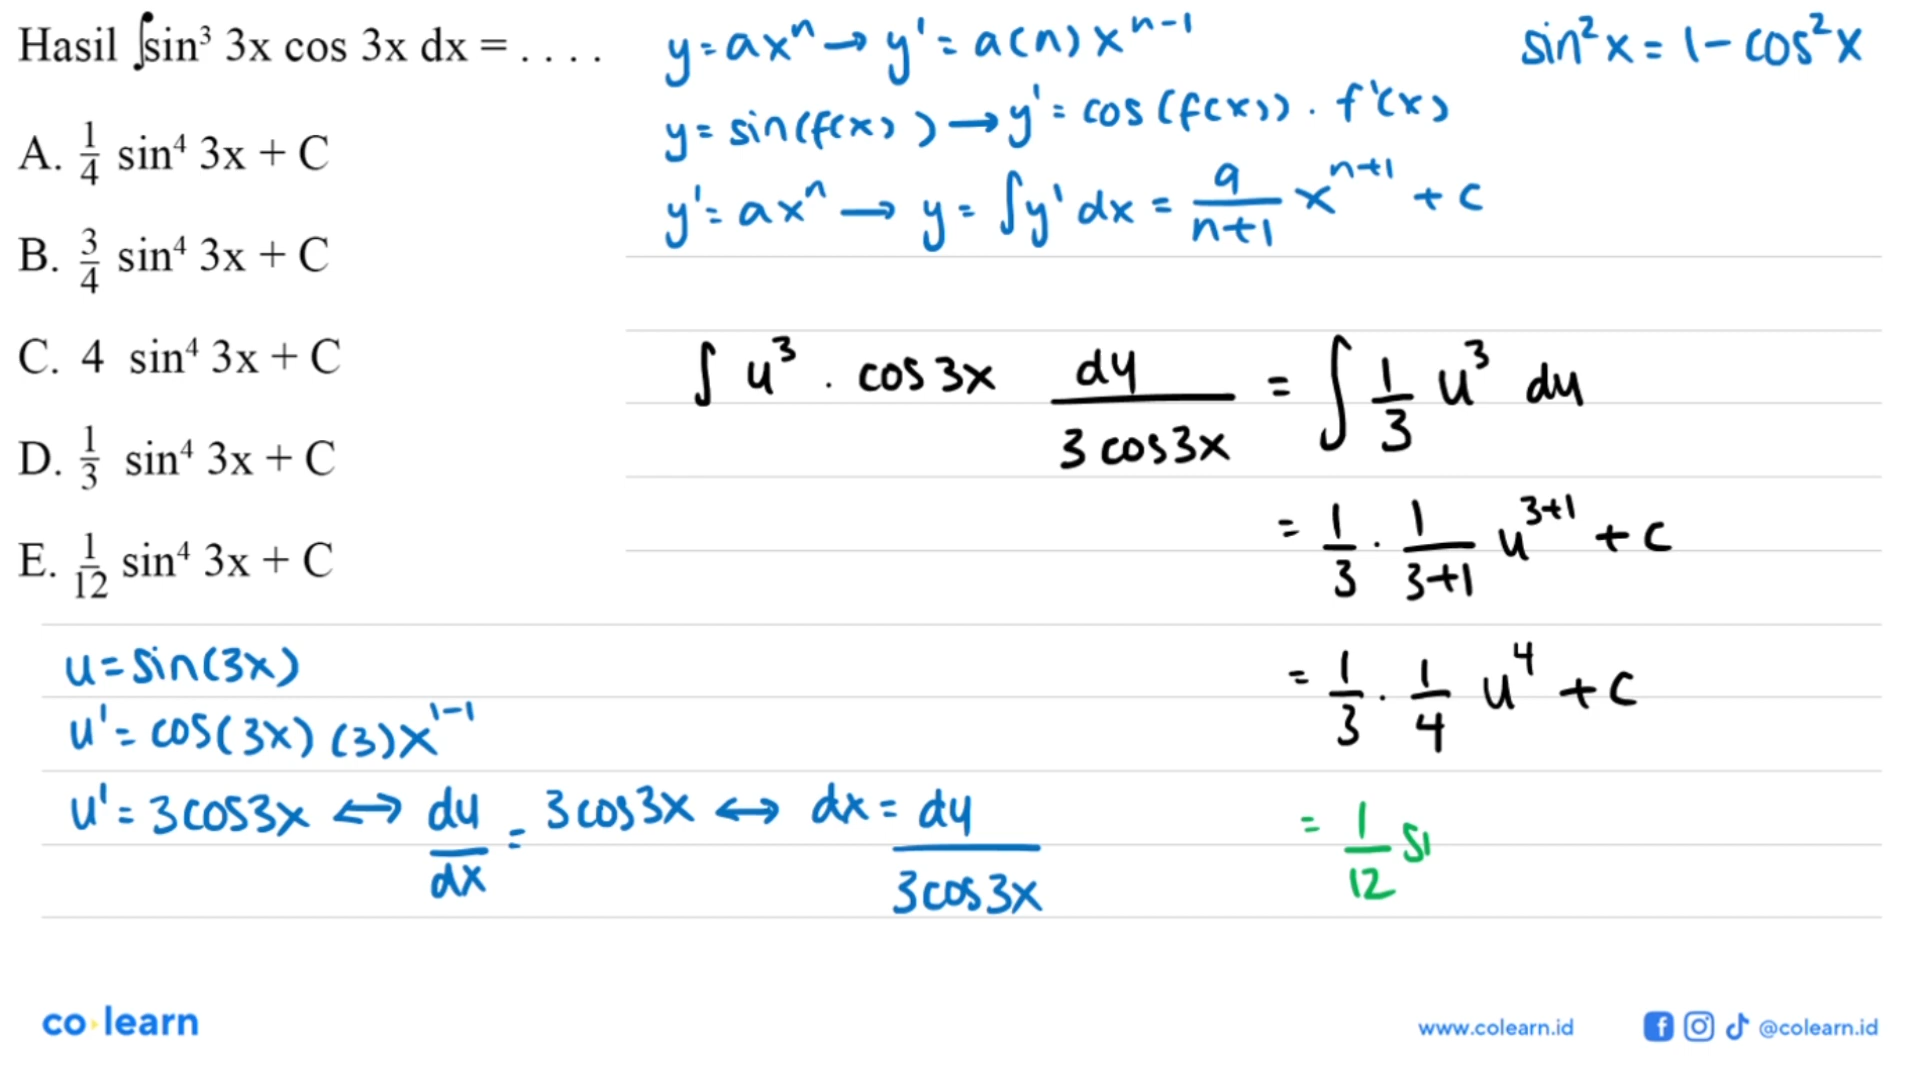 Hasil ∫sin³ 3x cos 3x dx = . . . .
A. 1/4 sin⁴ 3x + C
B. 3/4 sin⁴ 3x + C
C. 4 sin⁴ 3x + C
D. 1/3 sin⁴ 3x + C
E. 1/12 sin⁴ 3x + C
y = axⁿ → y' = a(n)xⁿ⁻¹
sin²x = 1 - cos²x
y = sin(f(x)) → y' = cos(f(x)) · f'(x)
y' = axⁿ → y = ∫y' dx = a/(n+1) xⁿ⁺¹ + c
∫ u³ · cos 3x du/(3 cos 3x) = ∫ 1/3 u³ du
= 1/3 · 1/(3+1) u³⁺¹ + c
= 1/3 · 1/4 u⁴ + c
= 1/12 si
u = sin(3x)
u' = cos(3x) (3)x¹⁻¹
u' = 3cos3x ↔ du/dx = 3cos3x ↔ dx = du/(3cos3x)
co learn
www.colearn.id
@colearn.id